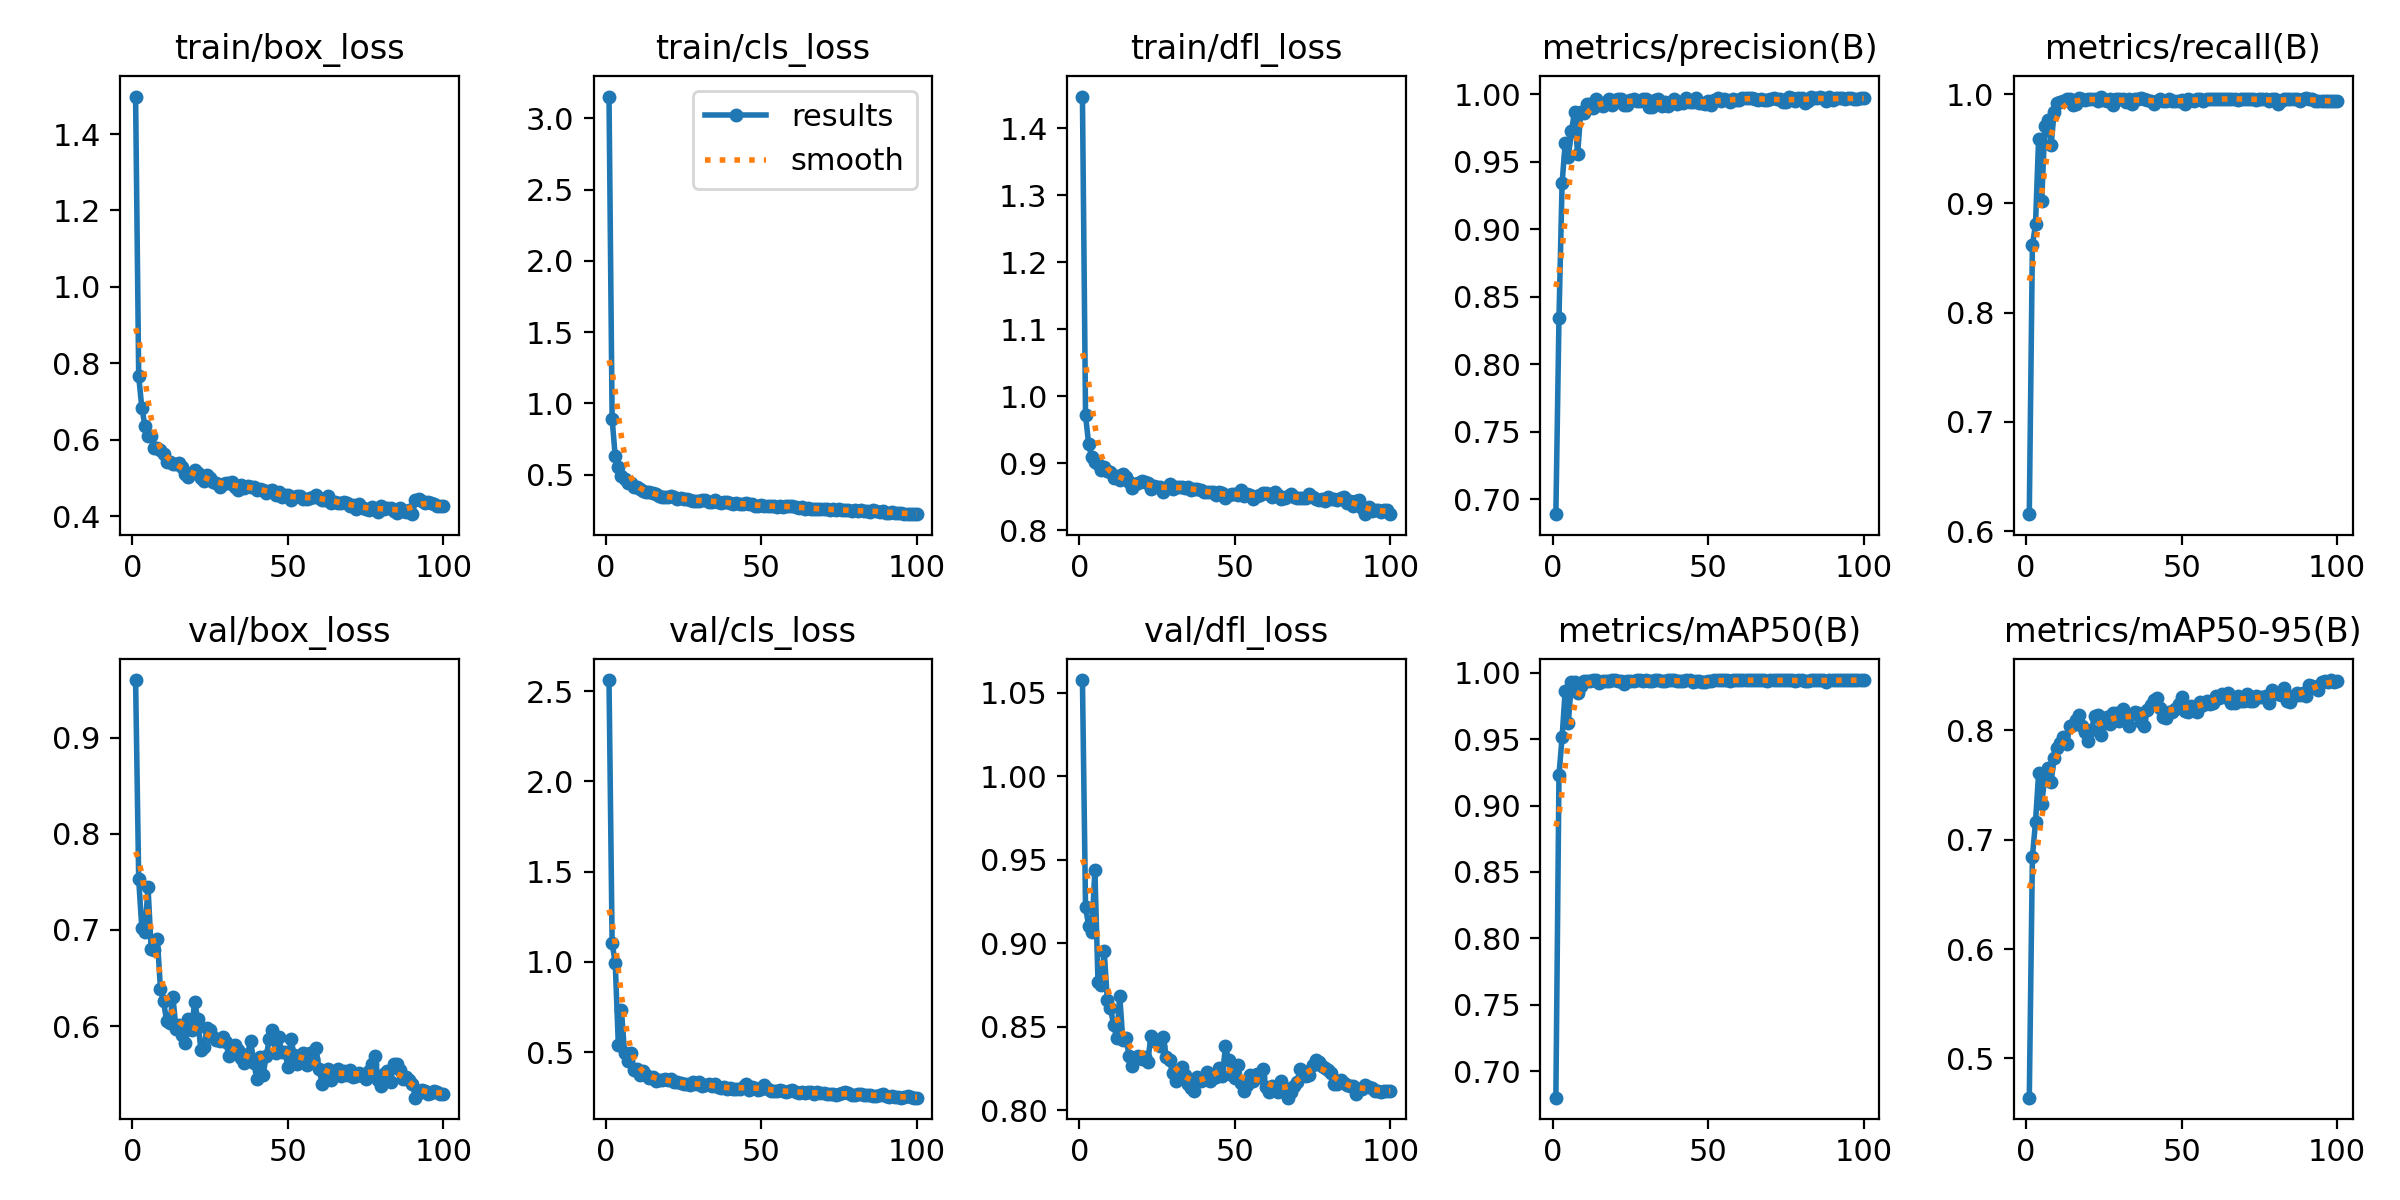 train/box_loss
1.4
1.2
1.0
0.8
0.6
0.4
0 50 100
train/cls_loss
results
smooth
3.0
2.5
2.0
1.5
1.0
0.5
0 50 100
train/dfl_loss
1.4
1.3
1.2
1.1
1.0
0.9
0.8
0 50 100
metrics/precision(B)
1.00
0.95
0.90
0.85
0.80
0.75
0.70
0 50 100
metrics/recall(B)
1.0
0.9
0.8
0.7
0.6
0 50 100
val/box_loss
0.9
0.8
0.7
0.6
0 50 100
val/cls_loss
2.5
2.0
1.5
1.0
0.5
0 50 100
val/dfl_loss
1.05
1.00
0.95
0.90
0.85
0.80
0 50 100
metrics/mAP50(B)
1.00
0.95
0.90
0.85
0.80
0.75
0.70
0 50 100
metrics/mAP50-95(B)
0.8
0.7
0.6
0.5
0 50 100